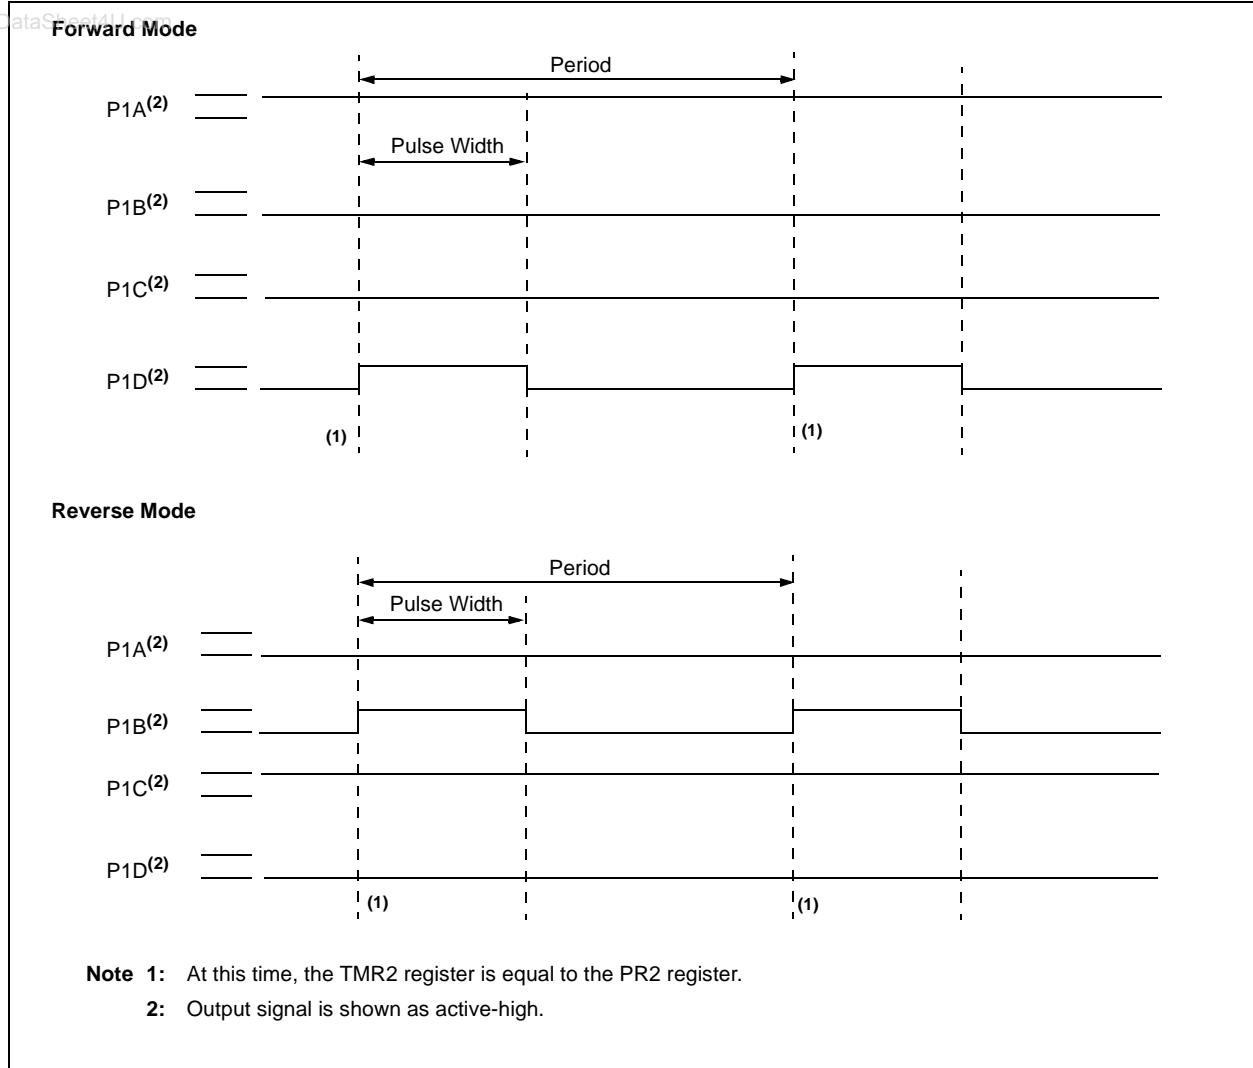 DataSheet4U.com
Forward Mode
Period
P1A(2)
Pulse Width
P1B(2)
P1C(2)
P1D(2)
(1) (1)
Reverse Mode
Period
Pulse Width
P1A(2)
P1B(2)
P1C(2)
P1D(2)
(1) (1)
Note 1: At this time, the TMR2 register is equal to the PR2 register.
2: Output signal is shown as active-high.